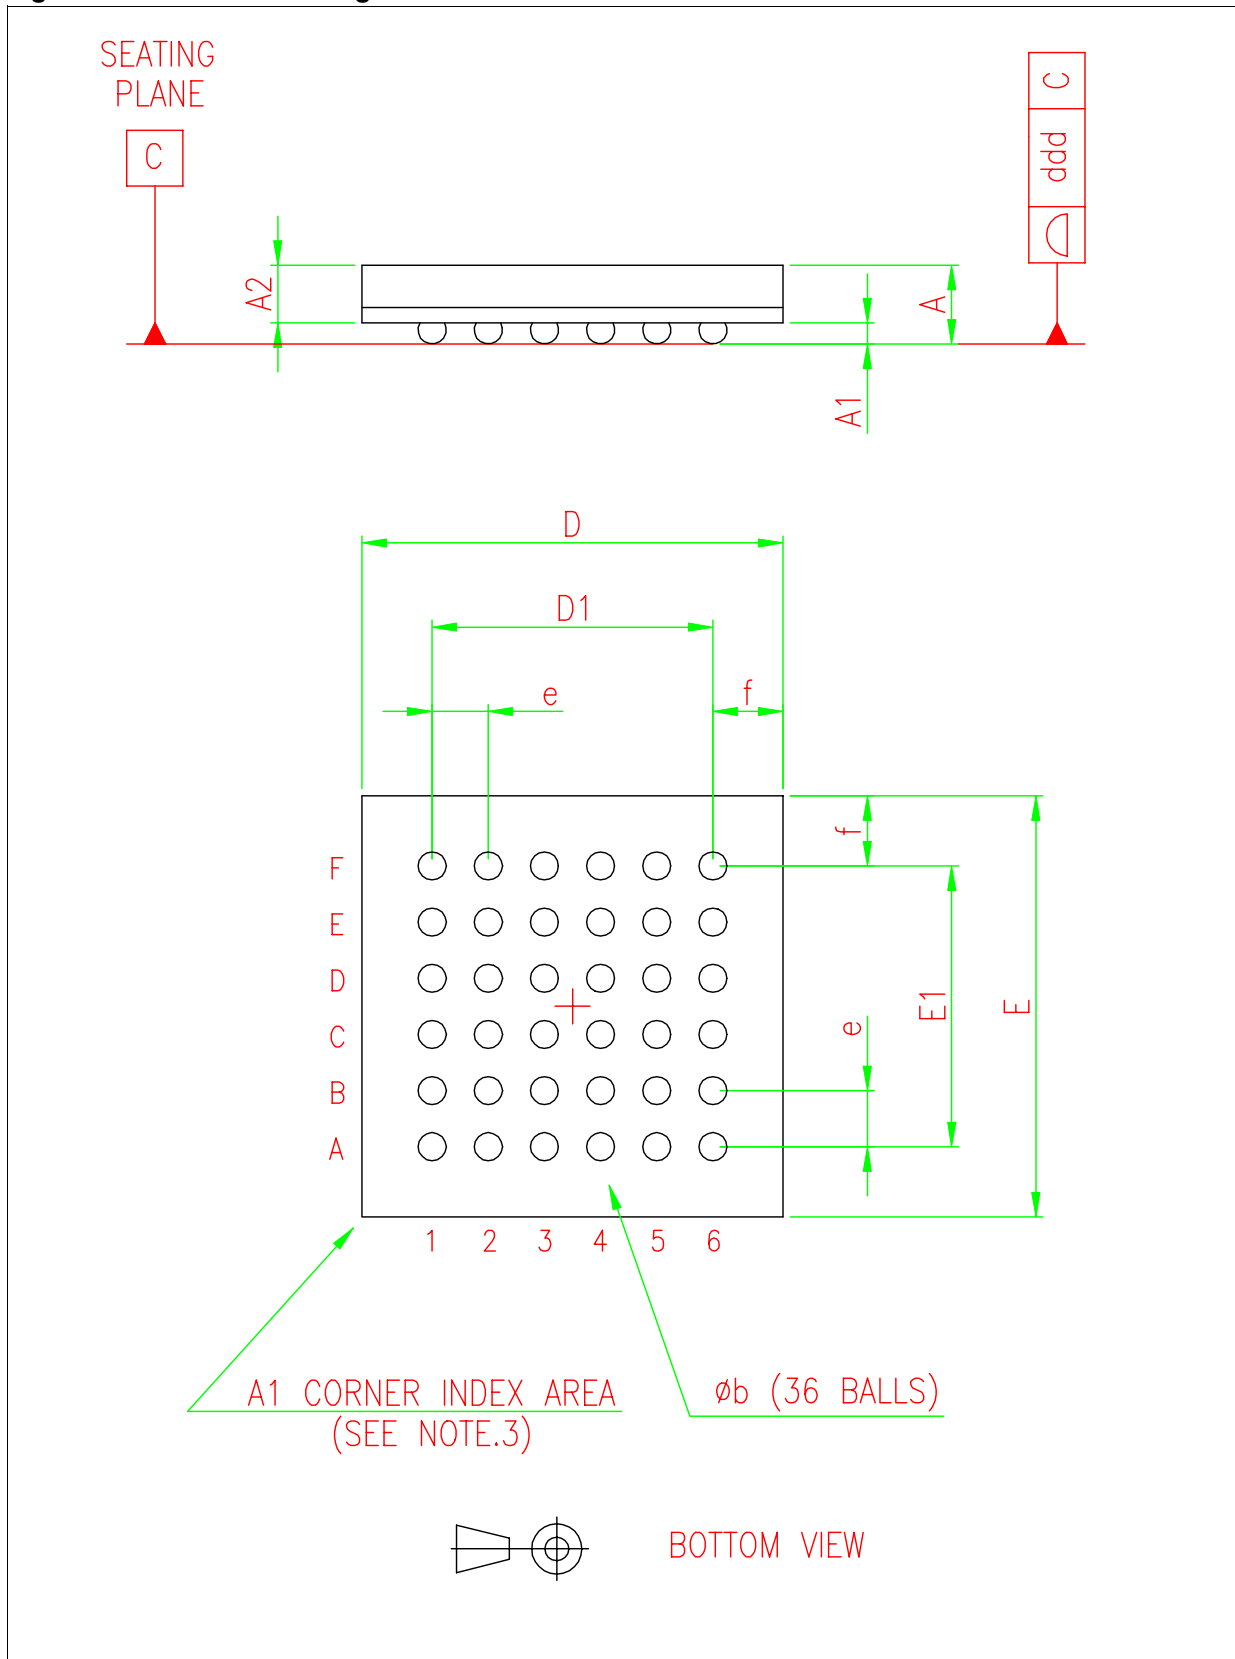 SEATING
PLANE
C
C
ddd
A2
A
A1
D
D1
e
f
f
F
E
D
C
B
A
e
E1
E
1 2 3 4 5 6
A1 CORNER INDEX AREA
(SEE NOTE.3)
øb (36 BALLS)
BOTTOM VIEW